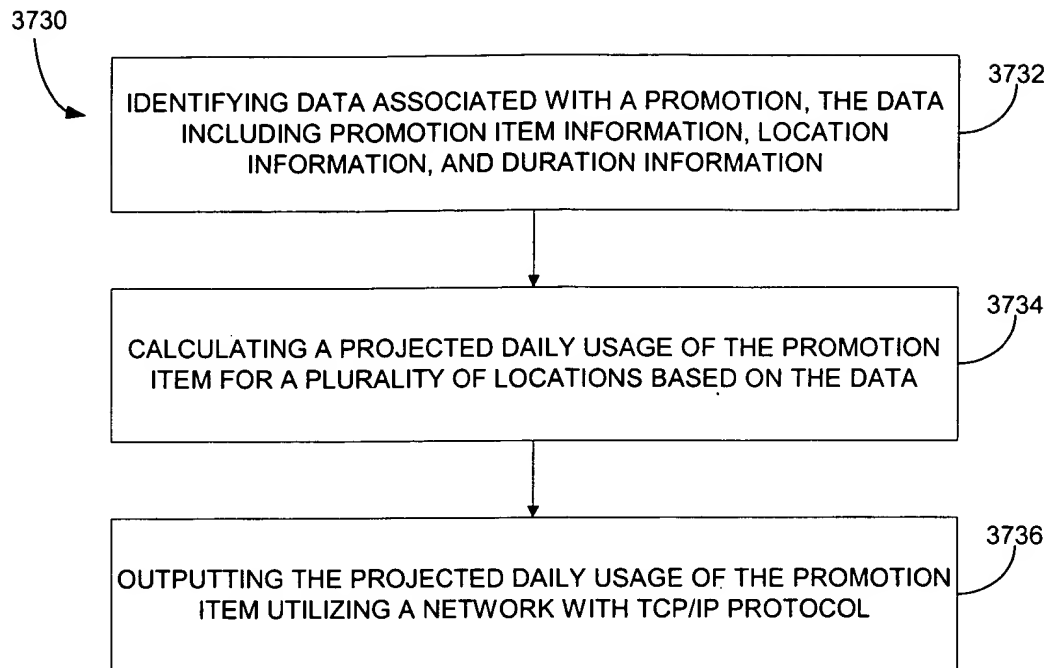 3730
3732
IDENTIFYING DATA ASSOCIATED WITH A PROMOTION, THE DATA
INCLUDING PROMOTION ITEM INFORMATION, LOCATION
INFORMATION, AND DURATION INFORMATION
3734
CALCULATING A PROJECTED DAILY USAGE OF THE PROMOTION
ITEM FOR A PLURALITY OF LOCATIONS BASED ON THE DATA
3736
OUTPUTTING THE PROJECTED DAILY USAGE OF THE PROMOTION
ITEM UTILIZING A NETWORK WITH TCP/IP PROTOCOL